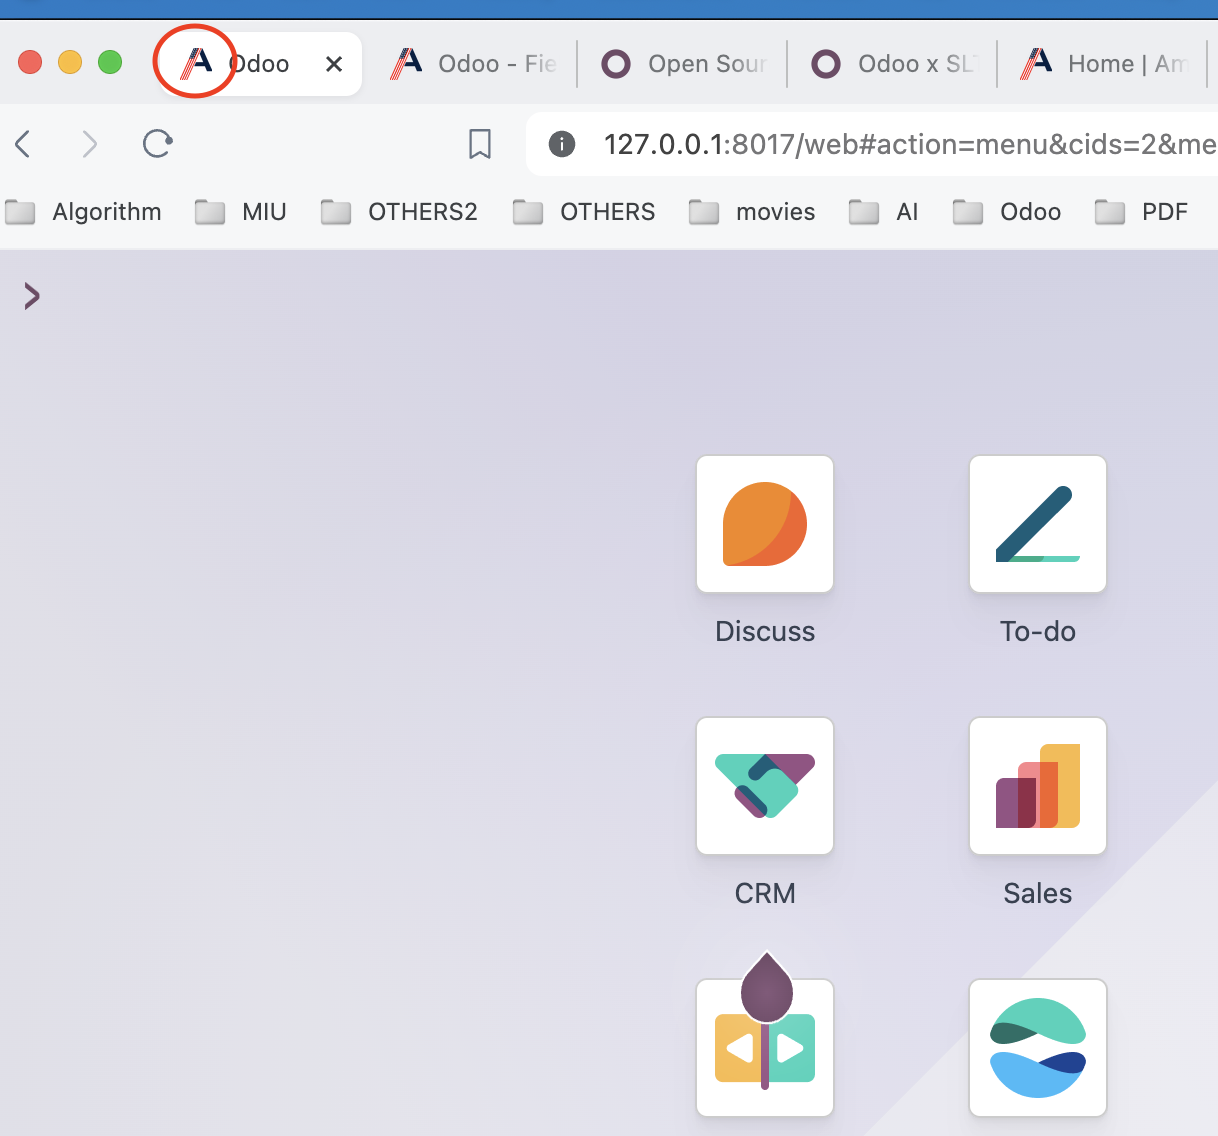 Odoo
Odoo - Fie
Open Sour
Odoo x SLT
Home | Am
127.0.0.1:8017/web#action=menu&cids=2&me
Algorithm
MIU
OTHERS2
OTHERS
movies
AI
Odoo
PDF
Discuss
To-do
CRM
Sales